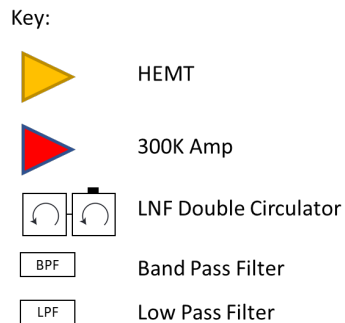 Key:
HEMT
300K Amp
LNF Double Circulator
BPF Band Pass Filter
LPF Low Pass Filter